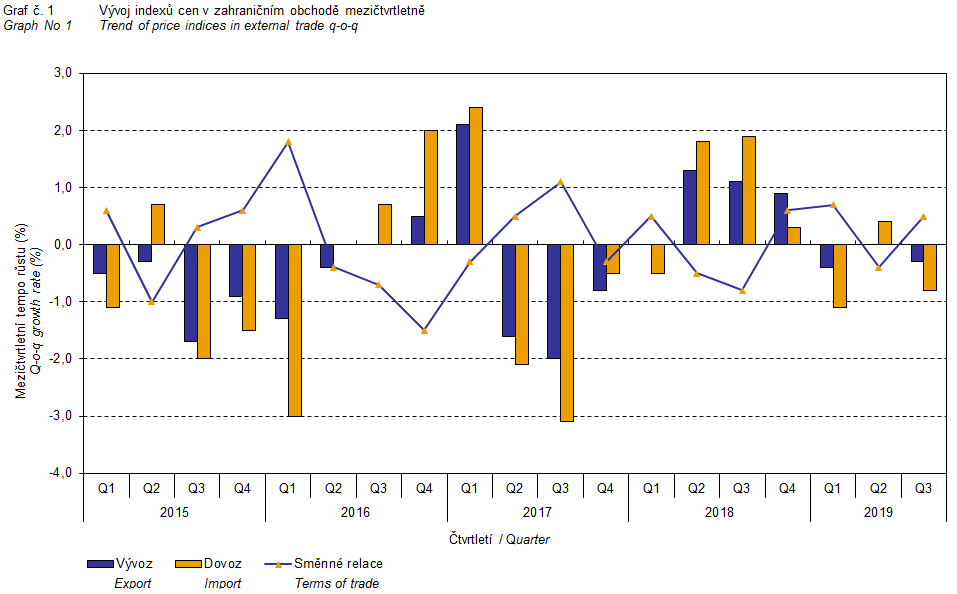 Graf č. 1 Vývoj indexů cen v zahraničním obchodě mezičtvrtletně
Graph No 1 Trend of price indices in external trade q-o-q
3,0
2,0
1,0
0,0
-1,0
-2,0
-3,0
-4,0
Mezičtvrtletní tempo růstu (%)
Q-o-q growth rate (%)
Q1 Q2 Q3 Q4 Q1 Q2 Q3 Q4 Q1 Q2 Q3 Q4 Q1 Q2 Q3 Q4 Q1 Q2 Q3
2015 2016 2017 2018 2019
Čtvrtletí / Quarter
Vývoz Dovoz Směnné relace
Export Import Terms of trade